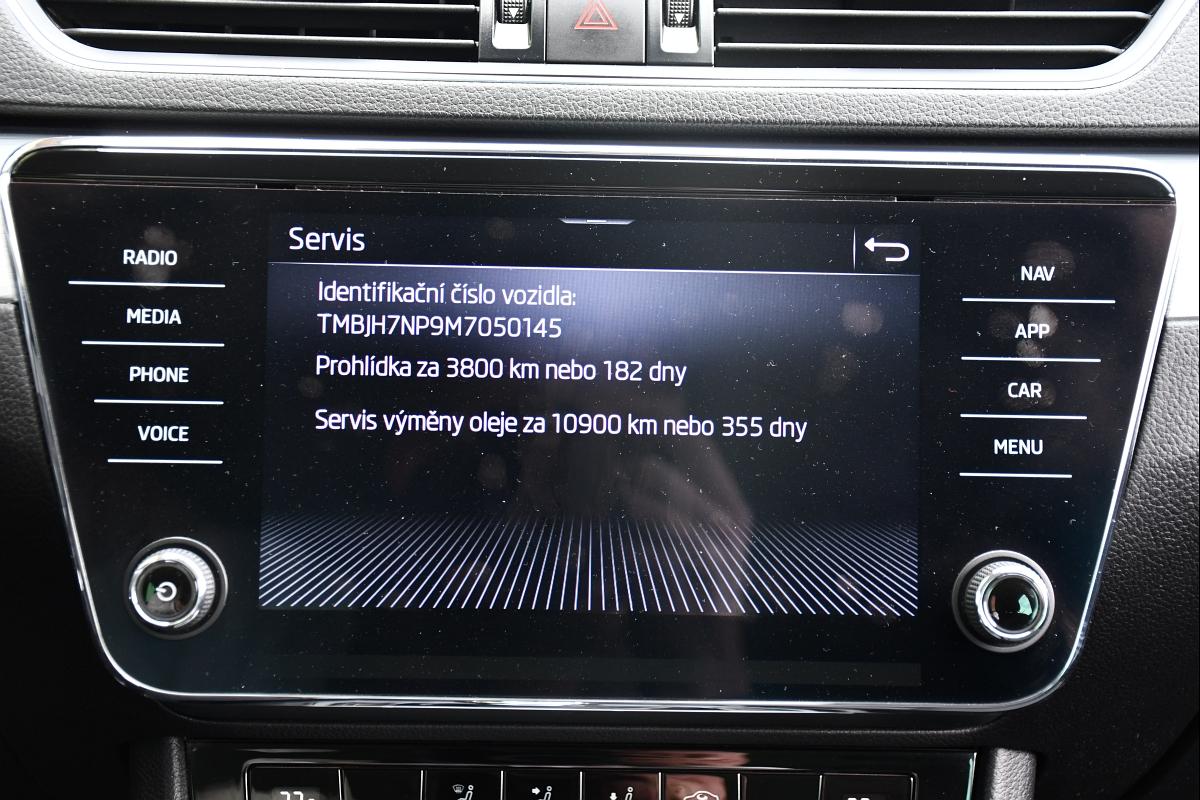 Servis
RADIO
MEDIA
PHONE
VOICE
Identifikační číslo vozidla:
TMBJH7NP9M7050145
Prohlídka za 3800 km nebo 182 dny
Servis výměny oleje za 10900 km nebo 355 dny
NAV
APP
CAR
MENU